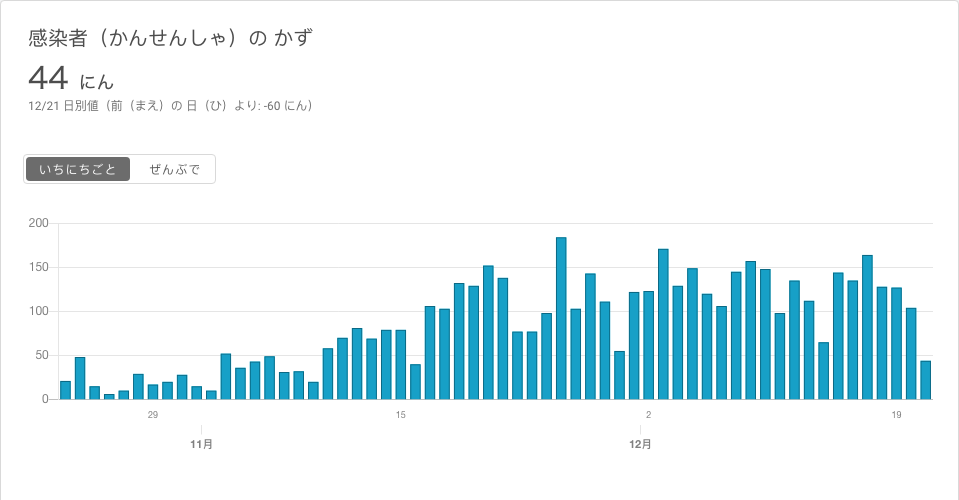 感染者（かんせんしゃ）の かず
44 にん
12/21 日別値（前（まえ）の 日（ひ）より: -60 にん）
いちにちごと ぜんぶで
200
150
100
50
0
29 15 2 19
11月 12月